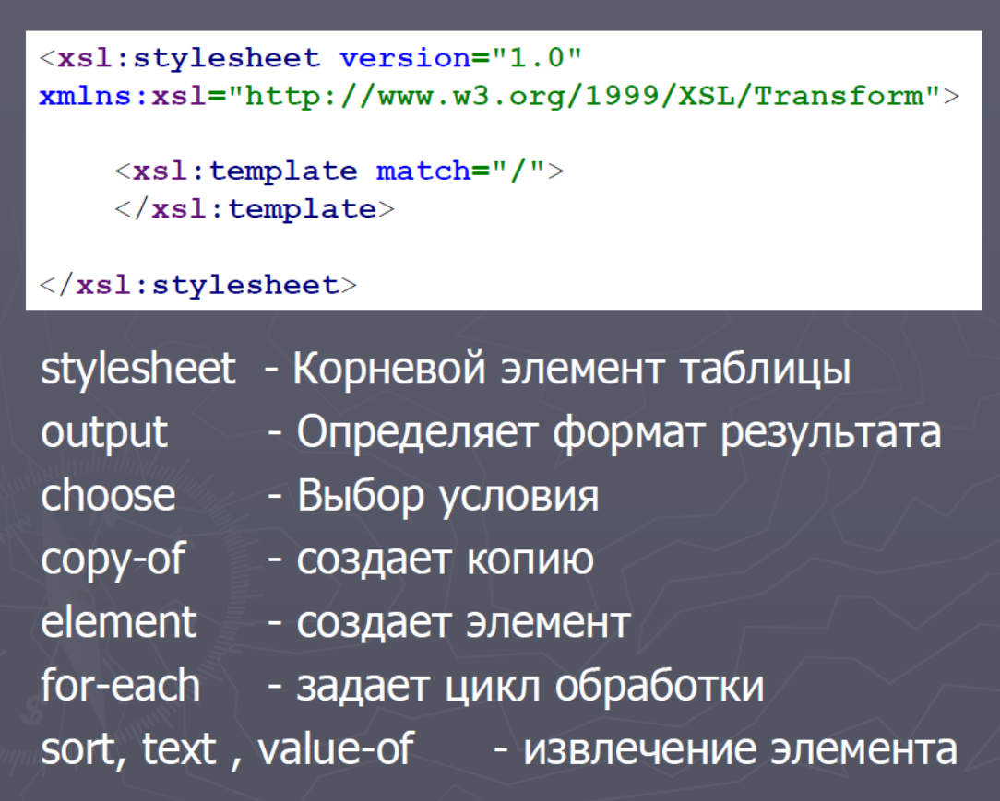 <xsl:stylesheet version="1.0"
xmlns:xsl="http://www.w3.org/1999/XSL/Transform">
<xsl:template match="/">
</xsl:template>
</xsl:stylesheet>
stylesheet - Корневой элемент таблицы
output - Определяет формат результата
choose - Выбор условия
copy-of - создает копию
element - создает элемент
for-each - задает цикл обработки
sort, text , value-of - извлечение элемента